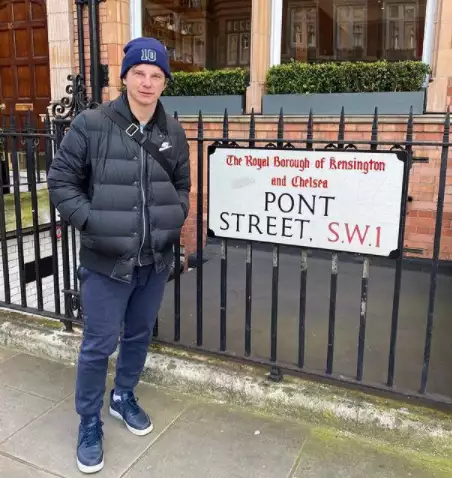 10
The Royal Borough of Kensington
and Chelsea
PONT
STREET, S.W.1